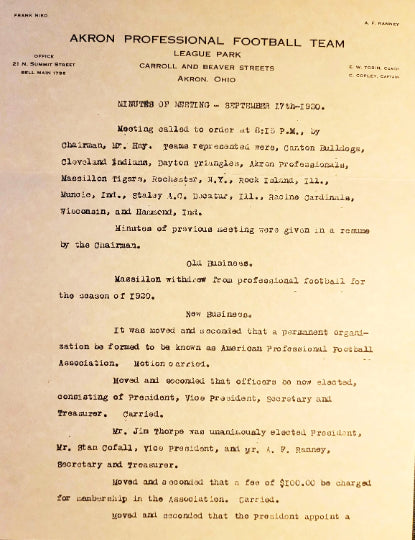 FRANK NIED.
A. F. RANNEY
AKRON PROFESSIONAL FOOTBALL TEAM
LEAGUE PARK
CARROLL AND BEAVER STREETS
AKRON, OHIO
OFFICE
21 N. SUMMIT STREET
BELL MAIN 1796
E. W. TOBIN,
C. COPLEY, CAPTAIN
MINUTES OF MEETING - SEPTEMBER 17th-1920.
Meeting called to order at 8;15 P.M., by
Chairman, Mr. Hay. Teams represented were, Canton Bulldogs,
Cleveland Indians, Dayton Triangles, Akron Professionals,
Massillon Tigers, Rochester, N.Y., Rock Island, Ill.,
Muncie, Ind., Staley A.C. Decatur, Ill., Racine Cardinals,
Wisconsin, and Hammond, Ind.
Minutes of previous meeting were given in a resume
by the Chairman.
Old Business.
Massillon withdrew from professional football for
the season of 1920.
New Business.
It was moved and seconded that a permanent organi-
zation be formed to be known as American Professional Football
Association. Motion carried.
Moved and seconded that officers be now elected,
consisting of President, Vice President, Secretary and
Treasurer. Carried.
Mr. Jim Thorpe was unanimously elected President,
Mr. Stan Cofall, Vice President, and Mr. A. F. Ranney,
Secretary and Treasurer.
Moved and seconded that a fee of $100.00 be charged
for membership in the Association. Carried.
Moved and seconded that the President appoint a